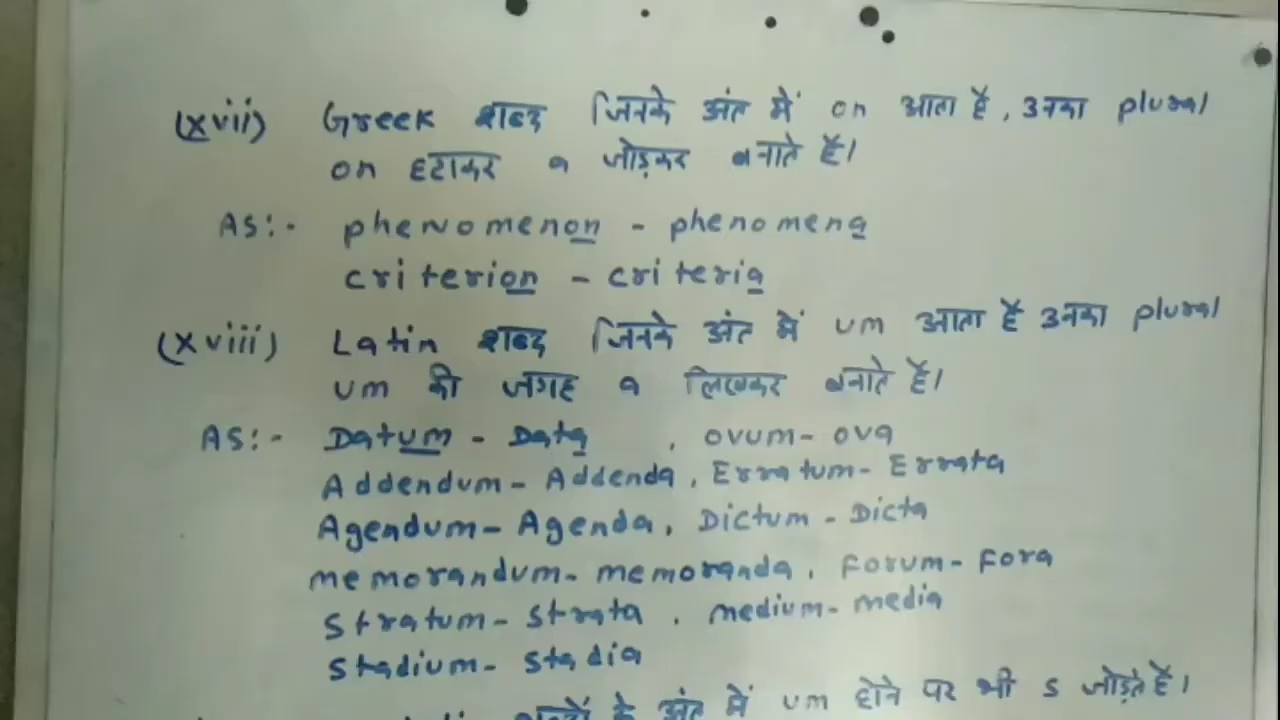 (xvii) Greek शब्द जिनके अंत में on आता है, उनका plural
on हटाकर a जोड़कर बनाते हैं।
As:- phenomenon - phenomena
criterion - criteria
(xviii) Latin शब्द जिनके अंत में um आता है उनका plural
um की जगह a लिखकर बनाते हैं।
As:- Datum - Data , ovum - ova
Addendum - Addenda, Erratum - Errata
Agendum - Agenda, Dictum - Dicta
memorandum - memoranda, Forum - Fora
Stratum - Strata, medium - media
Stadium - Stadia
शब्दों के अंत में um होने पर भी s जोड़ते हैं।